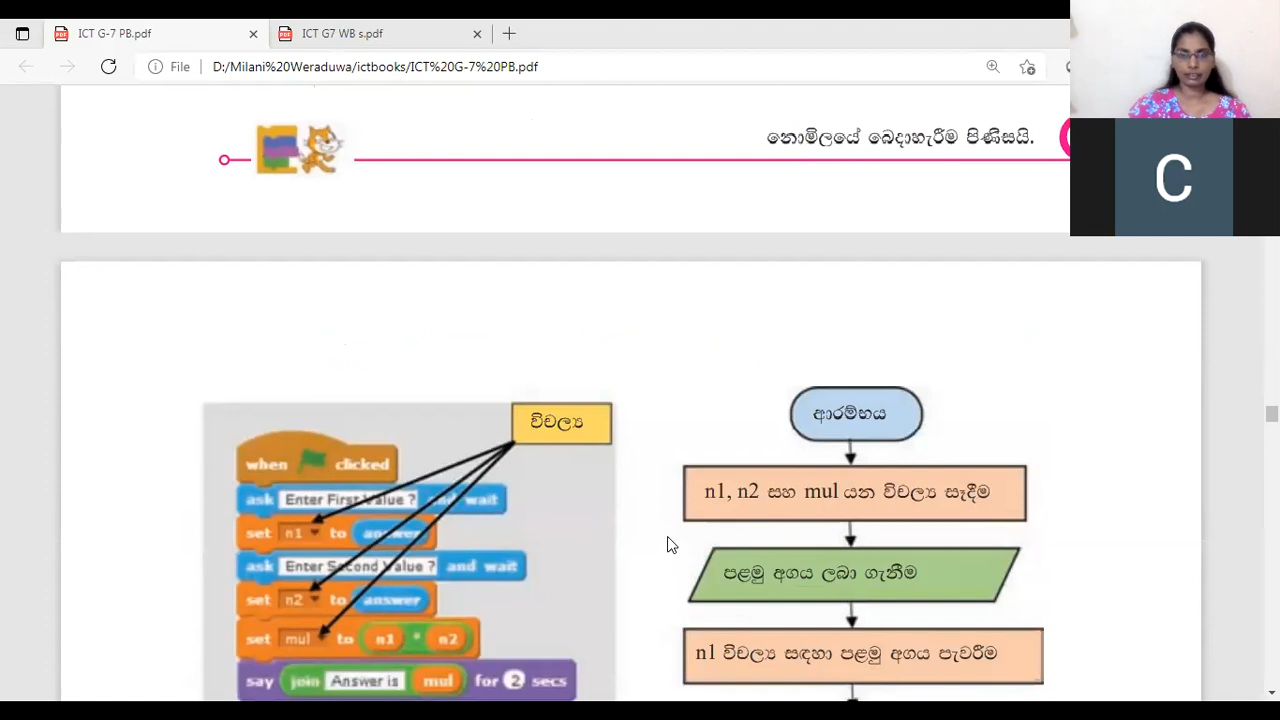 ICT G-7 PB.pdf
ICT G7 WB s.pdf
File
D:/Milani%20Weraduwa/ictbooks/ICT%20G-7%20PB.pdf
නොමිලයේ බෙදාහැරීම පිණිසයි.
C
විචල්‍ය
when clicked
ask Enter First Value ? and wait
set n1 to answer
ask Enter Second Value ? and wait
set n2 to answer
set mul to n1 * n2
say join Answer is mul for 2 secs
ආරම්භය
n1, n2 සහ mul යන විචල්‍ය සෑදීම
පළමු අගය ලබා ගැනීම
n1 විචල්‍ය සඳහා පළමු අගය පැවරීම